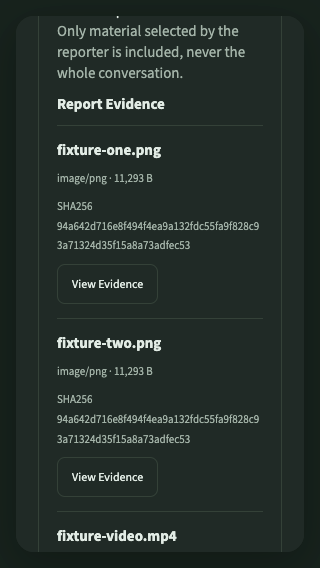 Only material selected by the
reporter is included, never the
whole conversation.
Report Evidence
fixture-one.png
image/png · 11,293 B
SHA256
94a642d716e8f494f4ea9a132fdc55fa9f828c9
3a71324d35f15a8a73adfec53
View Evidence
fixture-two.png
image/png · 11,293 B
SHA256
94a642d716e8f494f4ea9a132fdc55fa9f828c9
3a71324d35f15a8a73adfec53
View Evidence
fixture-video.mp4